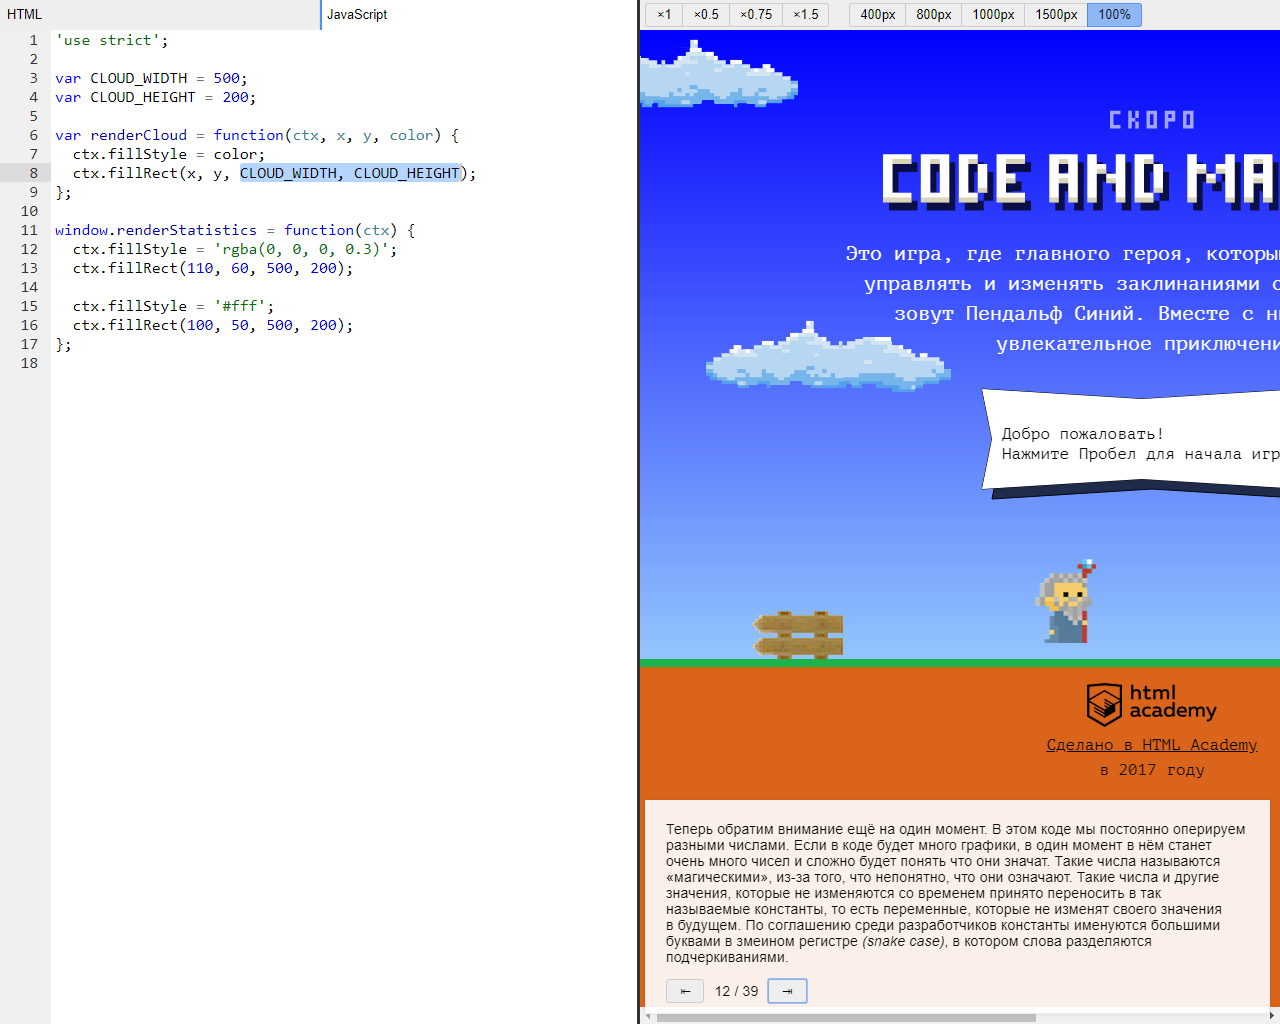 HTML
JavaScript
×1 ×0.5 ×0.75 ×1.5 400px 800px 1000px 1500px 100%
1 'use strict';
2
3 var CLOUD_WIDTH = 500;
4 var CLOUD_HEIGHT = 200;
5
6 var renderCloud = function(ctx, x, y, color) {
7 ctx.fillStyle = color;
8 ctx.fillRect(x, y, CLOUD_WIDTH, CLOUD_HEIGHT);
9 };
10
11 window.renderStatistics = function(ctx) {
12 ctx.fillStyle = 'rgba(0, 0, 0, 0.3)';
13 ctx.fillRect(110, 60, 500, 200);
14
15 ctx.fillStyle = '#fff';
16 ctx.fillRect(100, 50, 500, 200);
17 };
18
СКОРО
CODE AND MA
Это игра, где главного героя, которы
управлять и изменять заклинаниями с
зовут Пендальф Синий. Вместе с н
увлекательное приключени
Добро пожаловать!
Нажмите Пробел для начала игр
html
academy
Сделано в HTML Academy
в 2017 году
Теперь обратим внимание ещё на один момент. В этом коде мы постоянно оперируем
разными числами. Если в коде будет много графики, в один момент в нём станет
очень много чисел и сложно будет понять что они значат. Такие числа называются
«магическими», из-за того, что непонятно, что они означают. Такие числа и другие
значения, которые не изменяются со временем принято переносить в так
называемые константы, то есть переменные, которые не изменят своего значения
в будущем. По соглашению среди разработчиков константы именуются большими
буквами в змеином регистре (snake case), в котором слова разделяются
подчеркиваниями.
⇤ 12 / 39 ⇥